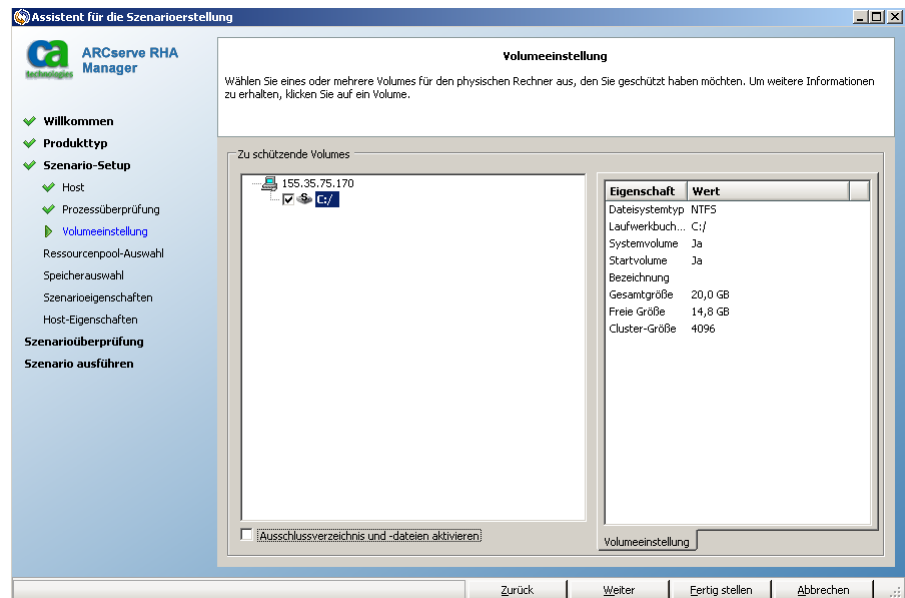 Assistent für die Szenarioerstellung
ca
technologies
ARCserve RHA
Manager
Willkommen
Produkttyp
Szenario-Setup
Host
Prozessüberprüfung
Volumeeinstellung
Ressourcenpool-Auswahl
Speicherauswahl
Szenarioeigenschaften
Host-Eigenschaften
Szenarioüberprüfung
Szenario ausführen
Volumeeinstellung
Wählen Sie eines oder mehrere Volumes für den physischen Rechner aus, den Sie geschützt haben möchten. Um weitere Informationen
zu erhalten, klicken Sie auf ein Volume.
Zu schützende Volumes
155.35.75.170
S C:/
Ausschlussverzeichnis und -dateien aktivieren
Eigenschaft Wert
Dateisystemtyp NTFS
Laufwerkbuch... C:/
Systemvolume Ja
Startvolume Ja
Bezeichnung
Gesamtgröße 20,0 GB
Freie Größe 14,8 GB
Cluster-Größe 4096
Volumeeinstellung
Zurück Weiter Fertig stellen Abbrechen